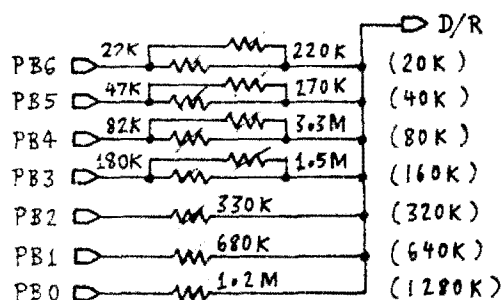 D/R
22K 220K (20K)
PB6
47K 270K (40K)
PB5
82K 3.3M (80K)
PB4
180K 1.5M (160K)
PB3
330K (320K)
PB2
680K (640K)
PB1
1.2M (1280K)
PB0